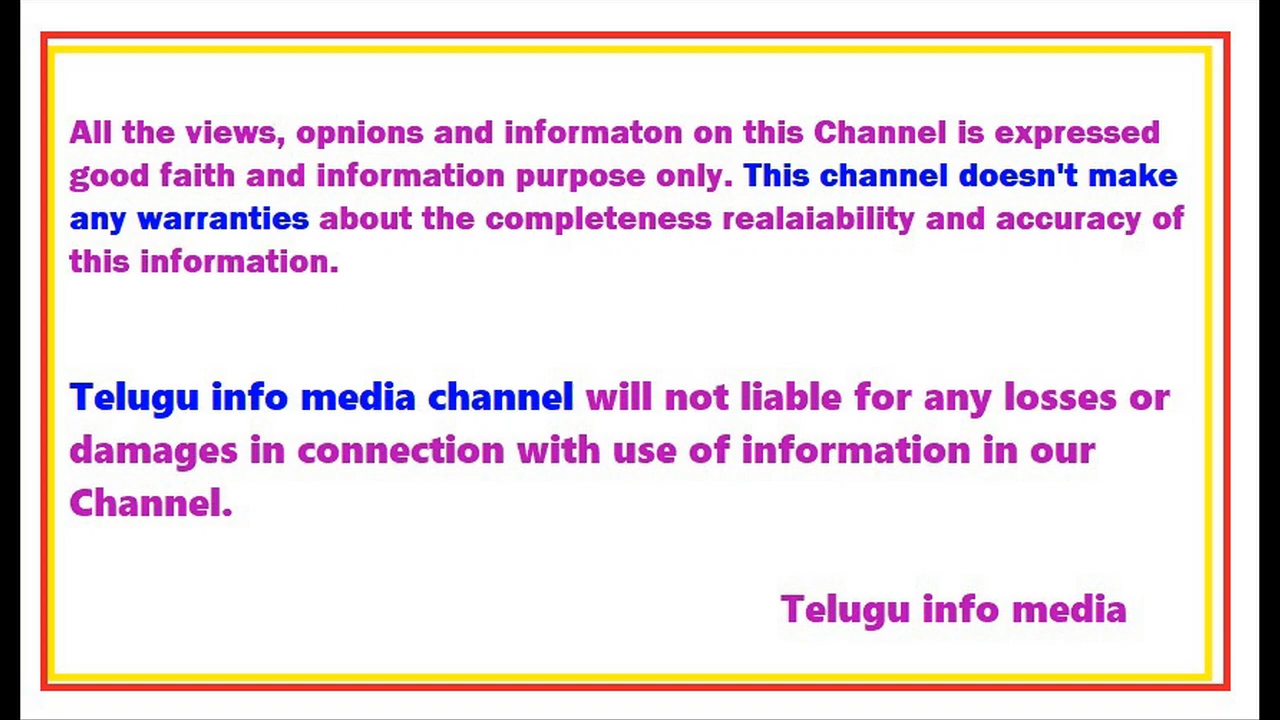 All the views, opnions and informaton on this Channel is expressed
good faith and information purpose only. This channel doesn't make
any warranties about the completeness realaiability and accuracy of
this information.
Telugu info media channel will not liable for any losses or
damages in connection with use of information in our
Channel.
Telugu info media